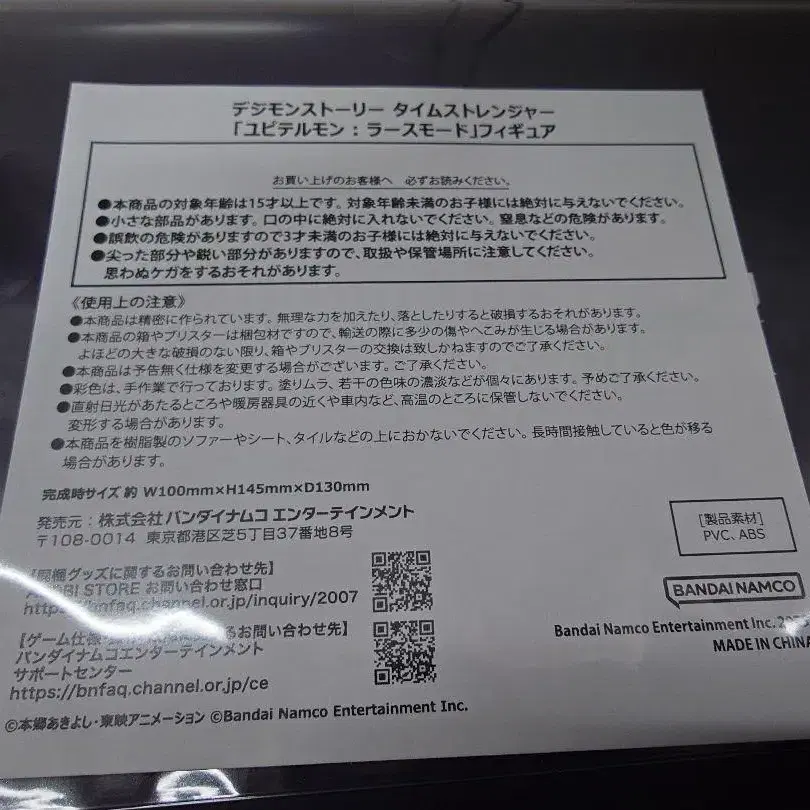 デジモンストーリー タイムストレンジャー
「ユピテルモン：ラースモード」フィギュア
お買い上げのお客様へ 必ずお読みください。
●本商品の対象年齢は15才以上です。対象年齢未満のお子様には絶対に与えないでください。
●小さな部品があります。口の中に絶対に入れないでください。窒息などの危険があります。
●誤飲の危険がありますので3才未満のお子様には絶対に与えないでください。
●尖った部分や鋭い部分がありますので、取扱や保管場所に注意してください。
思わぬケガをするおそれがあります。
《使用上の注意》
●本商品は精密に作られています。無理な力を加えたり、落としたりすると破損するおそれがあります。
●本商品の箱やブリスターは梱包材ですので、輸送の際に多少の傷やへこみが生じる場合があります。
よほどの大きな破損のない限り、箱やブリスターの交換は致しかねますのでご了承ください。
●本商品は予告無く仕様を変更する場合がございます。ご了承ください。
●彩色は、手作業で行っております。塗りムラ、若干の色味の濃淡などが個々にあります。予めご了承ください。
●直射日光があたるところや暖房器具の近くや車内など、高温のところに保管しないでください。
変形する場合があります。
●本商品を樹脂製のソファーやシート、タイルなどの上におかないでください。長時間接触していると色が移る
場合があります。
完成時サイズ 約 W100mm×H145mm×D130mm
発売元：株式会社バンダイナムコ エンターテインメント
〒108-0014 東京都港区芝5丁目37番地8号
[製品素材]
PVC、ABS
グッズに関するお問い合わせ先】
STORE お問い合わせ窓口
https://bnfaq.channel.or.jp/inquiry/2007
【ゲーム
るお問い合わせ先】
バンダイナムコエンターテインメント
サポートセンター
https://bnfaq.channel.or.jp/ce
BANDAI NAMCO
Bandai Namco Entertainment Inc.
MADE IN CHINA
©本郷あきよし・東映アニメーション ©Bandai Namco Entertainment Inc.